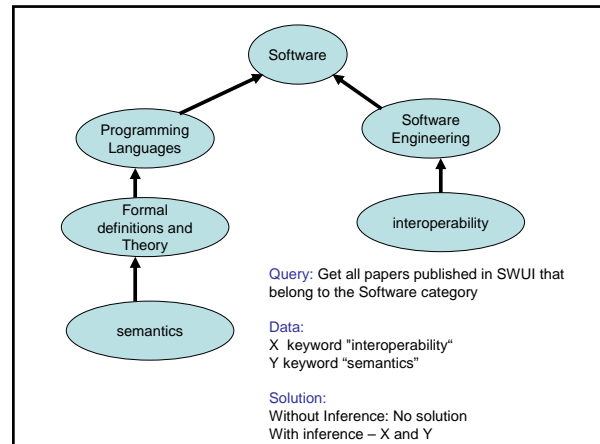 Software
Programming
Languages
Software
Engineering
Formal
definitions and
Theory
interoperability
semantics
Query: Get all papers published in SWUI that
belong to the Software category
Data:
X  keyword "interoperability“
Y keyword “semantics”
Solution:
Without Inference: No solution
With inference – X and Y